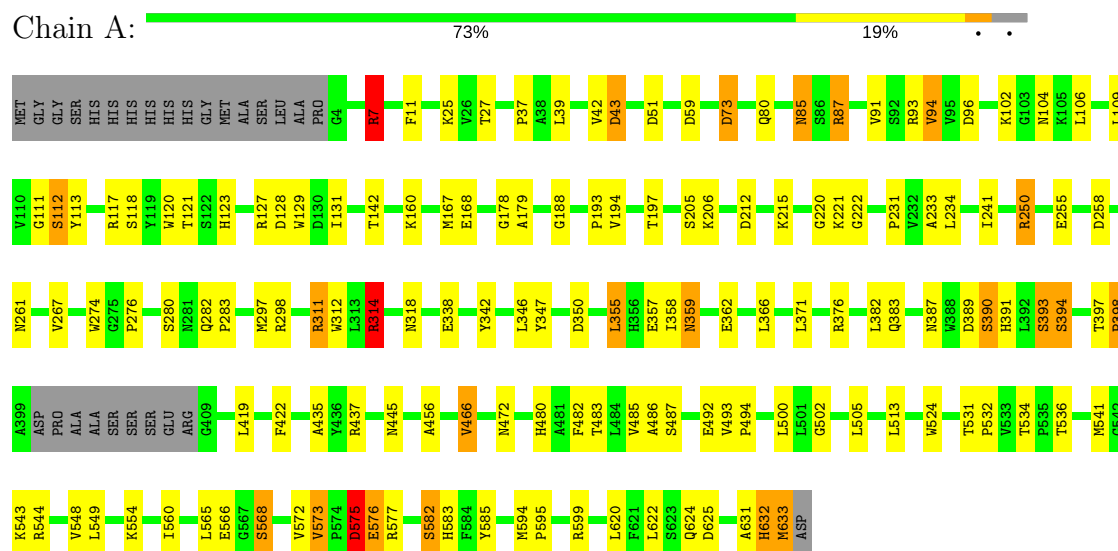 Chain A:
73% 19% • •
MET GLY GLY SER HIS HIS HIS HIS HIS HIS GLY MET ALA SER LEU ALA PRO G4 R7 F11 K25 V26 T27 P37 A38 L39 V42 D43 D51 D59 D73 Q80 N85 S86 R87 V91 S92 R93 V94 V95 D96 K102 G103 N104 K105 L106 L109
V110 G111 S112 Y113 R117 S118 Y119 W120 T121 S122 H123 R127 D128 W129 D130 I131 T142 K160 M167 E168 G178 A179 G188 P193 V194 T197 S205 K206 D212 K215 G220 K221 G222 P231 V232 A233 L234 I241 R250 E255 D258
N261 V267 W274 G275 P276 S280 N281 Q282 P283 M297 R298 R311 W312 L313 R314 N318 E338 Y342 L346 Y347 D350 L355 H356 E357 I358 N359 E362 L366 L371 R376 L382 Q383 N387 W388 D389 S390 H391 L392 S393 S394 T397
A399 ASP PRO ALA ALA SER SER SER GLU ARG G409 L419 F422 A435 Y436 R437 N445 A456 V466 N472 H480 A481 F482 T483 L484 V485 A486 S487 E492 V493 P494 L500 L501 G502 L505 L513 W524 T531 P532 V533 T534 P535 T536 M541
K543 R544 V548 L549 K554 I560 L565 E566 G567 S568 V572 V573 P574 D575 E576 R577 S582 H583 F584 Y585 M594 P595 R599 L620 F621 L622 S623 Q624 D625 A631 H632 M633 ASP